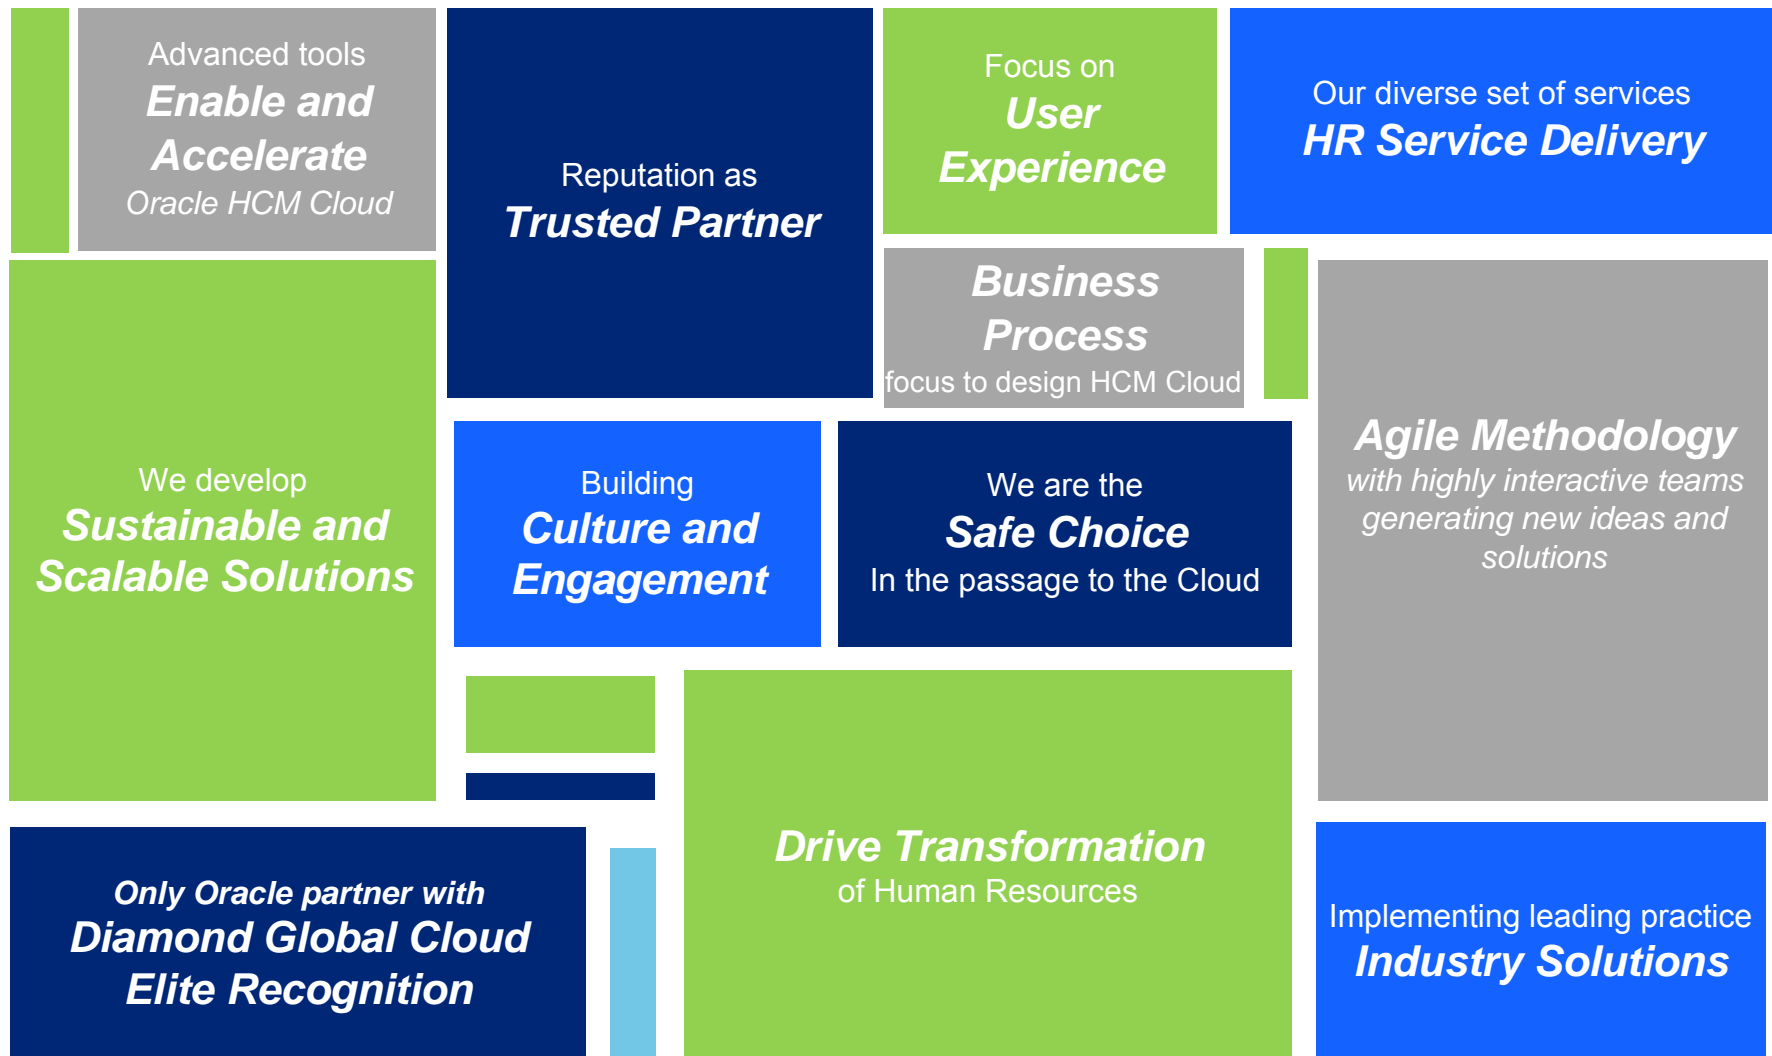 Advanced tools
Enable and
Accelerate
Oracle HCM Cloud
Reputation as
Trusted Partner
Focus on
User
Experience
Our diverse set of services
HR Service Delivery
Business
Process
focus to design HCM Cloud
We develop
Sustainable and
Scalable Solutions
Building
Culture and
Engagement
We are the
Safe Choice
In the passage to the Cloud
Agile Methodology
with highly interactive teams
generating new ideas and
solutions
Only Oracle partner with
Diamond Global Cloud
Elite Recognition
Drive Transformation
of Human Resources
Implementing leading practice
Industry Solutions